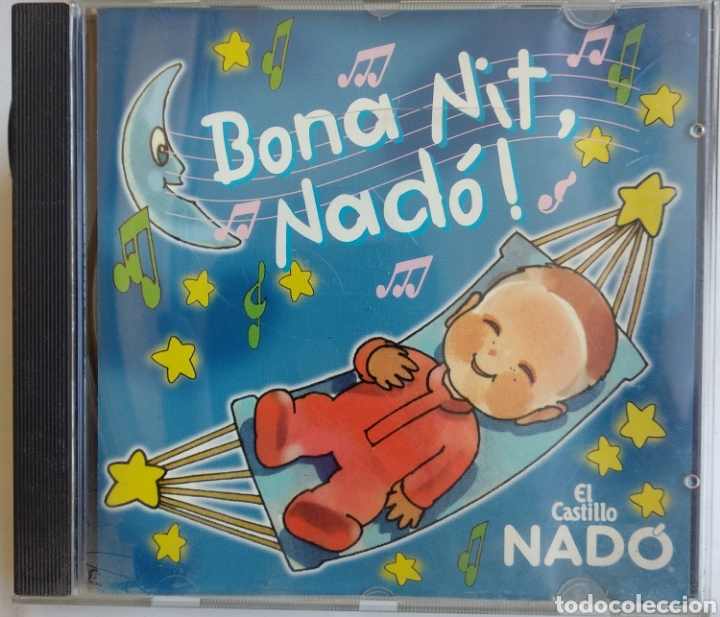 Bona Nit,
Nadó!
El
Castillo
NADÓ
todocoleccion